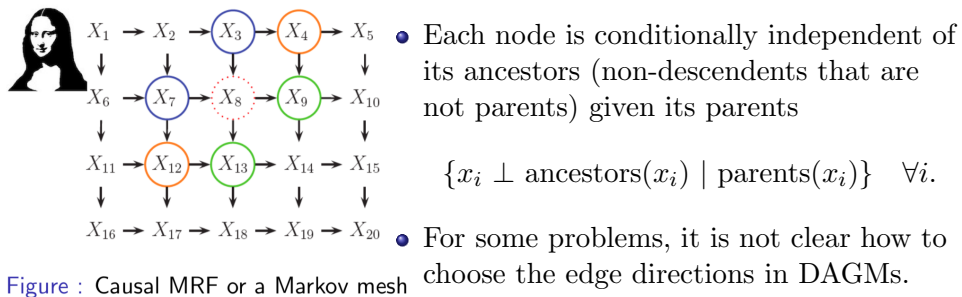 X1 → X2 → X3 → X4 → X5
X6 → X7 → X8 → X9 → X10
X11 → X12 → X13 → X14 → X15
X16 → X17 → X18 → X19 → X20
Figure : Causal MRF or a Markov mesh
Each node is conditionally independent of
its ancestors (non-descendents that are
not parents) given its parents
{xi ⊥ ancestors(xi) | parents(xi)} ∀i.
For some problems, it is not clear how to
choose the edge directions in DAGMs.